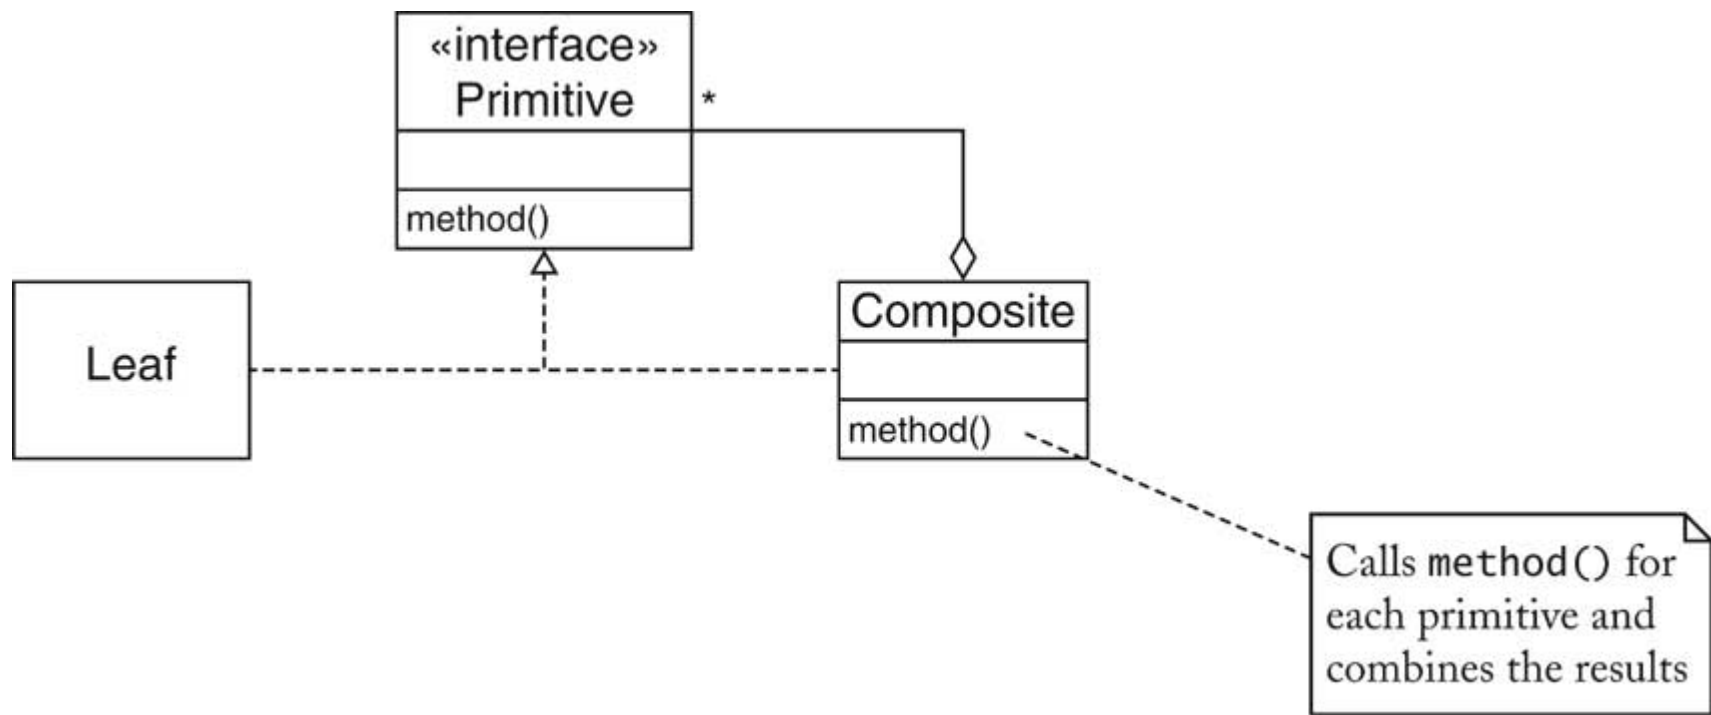 «interface»
Primitive
*
method()
Leaf
Composite
method()
Calls method() for
each primitive and
combines the results